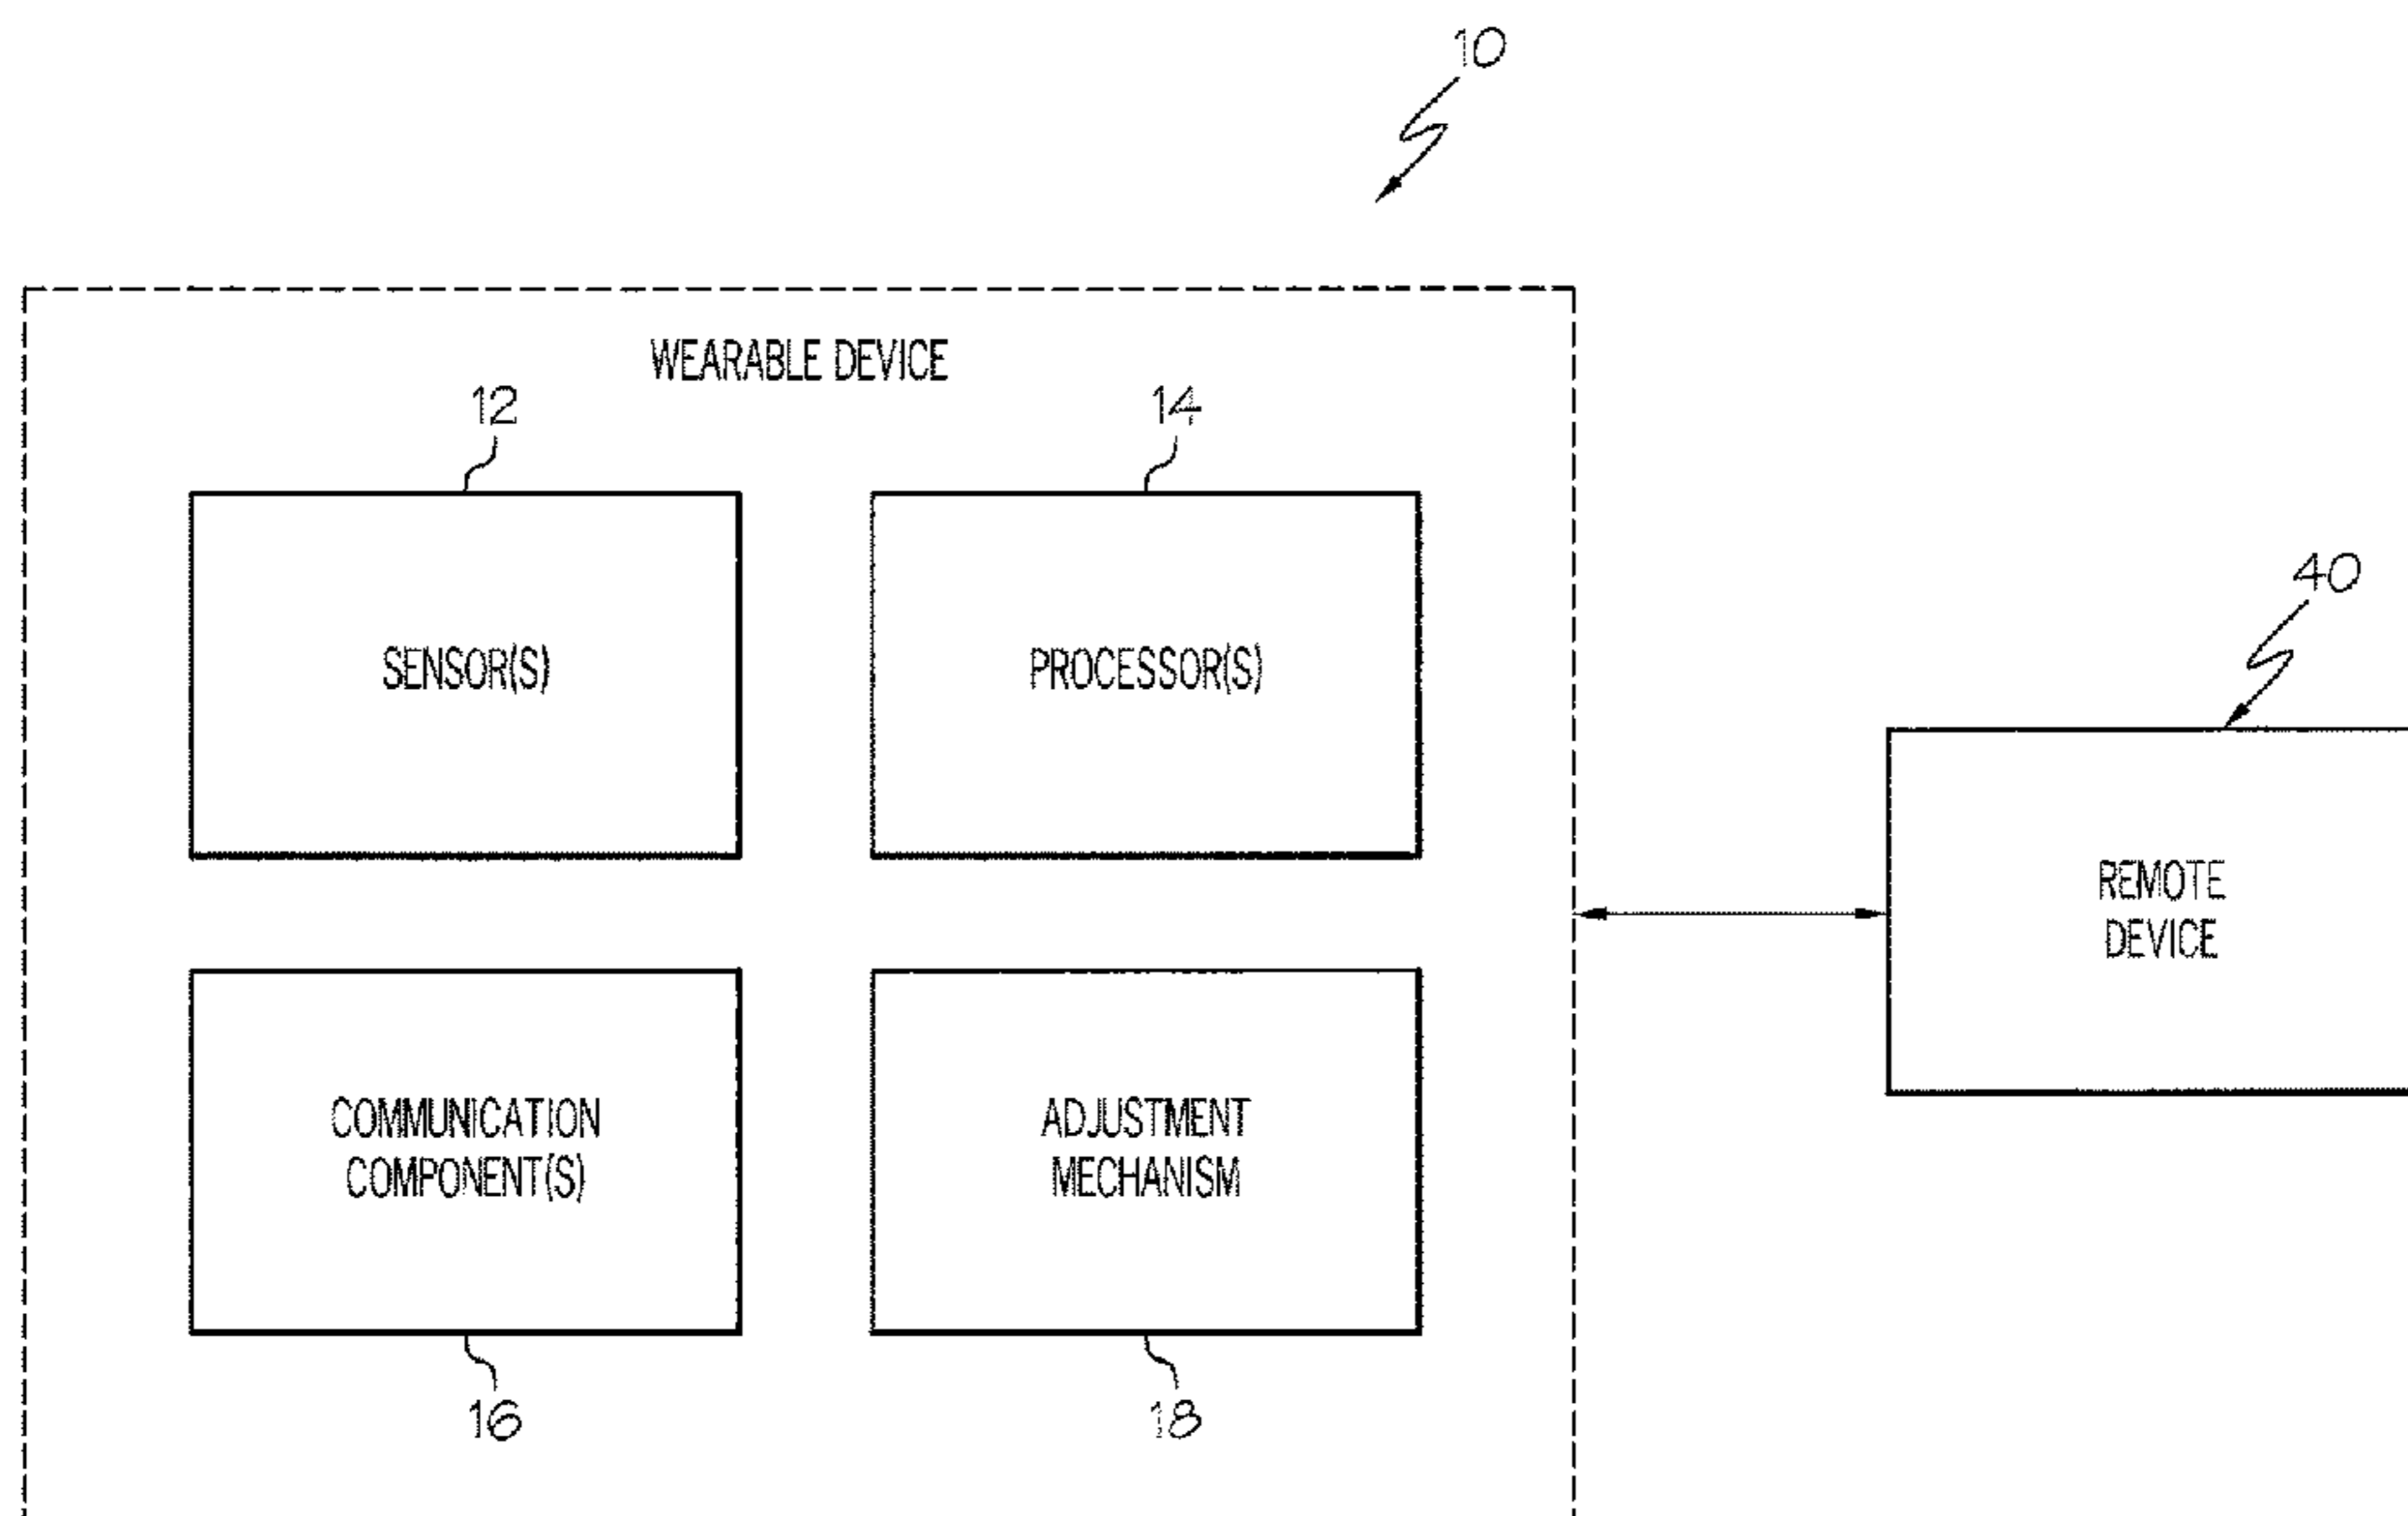 10
WEARABLE DEVICE
12
14
SENSOR(S)
PROCESSOR(S)
40
REMOTE
DEVICE
COMMUNICATION
COMPONENT(S)
ADJUSTMENT
MECHANISM
16
18